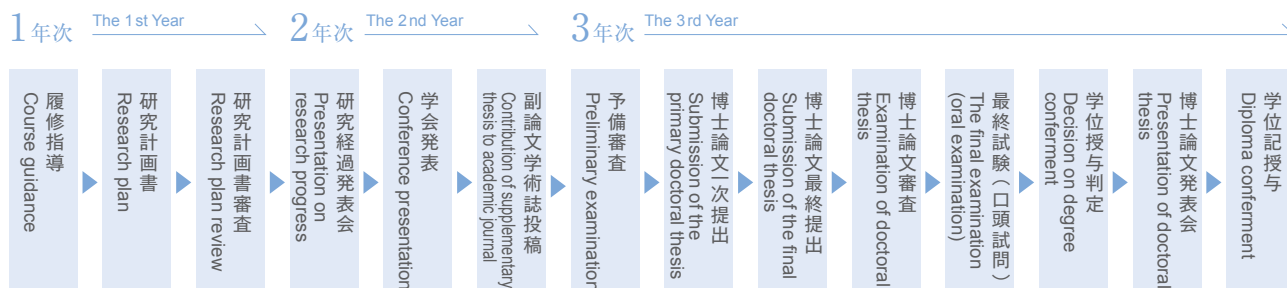 1年次 The 1st Year
2年次 The 2nd Year
3年次 The 3rd Year
履修指導
Course guidance
研究計画書
Research plan
研究計画書審査
Research plan review
研究経過発表会
Presentation on
research progress
学会発表
Conference presentation
副論文学術誌投稿
Contribution of supplementary
thesis to academic journal
予備審査
Preliminary examination
博士論文一次提出
Submission of the
primary doctoral thesis
博士論文最終提出
Submission of the final
doctoral thesis
博士論文審査
Examination of doctoral
thesis
最終試験(口頭試問)
The final examination
(oral examination)
学位授与判定
Decision on degree
conferment
博士論文発表会
Presentation of doctoral
thesis
学位記授与
Diploma conferment